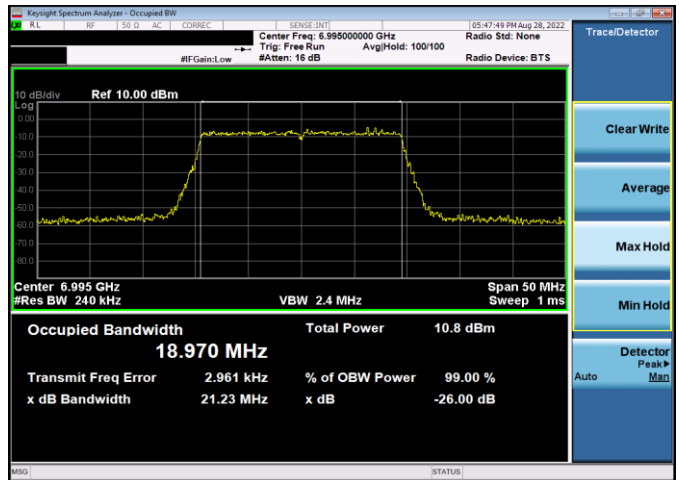 Keysight Spectrum Analyzer - Occupied BW
LXI RL RF 50 Ω AC CORREC SENSE:INT 05:47:49 PM Aug 28, 2022
Center Freq: 6.995000000 GHz Radio Std: None
Trig: Free Run Avg|Hold: 100/100
#IFGain:Low #Atten: 16 dB Radio Device: BTS
10 dB/div Ref 10.00 dBm
Log
0.00
-10.0
-20.0
-30.0
-40.0
-50.0
-60.0
-70.0
-80.0
Center 6.995 GHz Span 50 MHz
#Res BW 240 kHz VBW 2.4 MHz Sweep 1 ms
Occupied Bandwidth Total Power 10.8 dBm
18.970 MHz
Transmit Freq Error 2.961 kHz % of OBW Power 99.00 %
x dB Bandwidth 21.23 MHz x dB -26.00 dB
MSG STATUS
Trace/Detector
Clear Write
Average
Max Hold
Min Hold
Detector
Peak▶
Auto Man